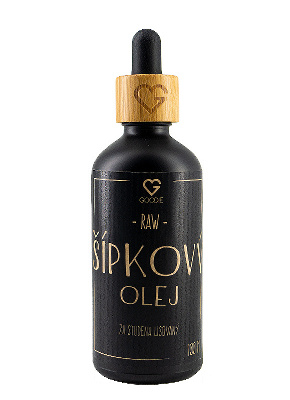 GOODIE
- RAW -
ŠÍPKOVÝ
OLEJ
ZA STUDENA LISOVANÝ